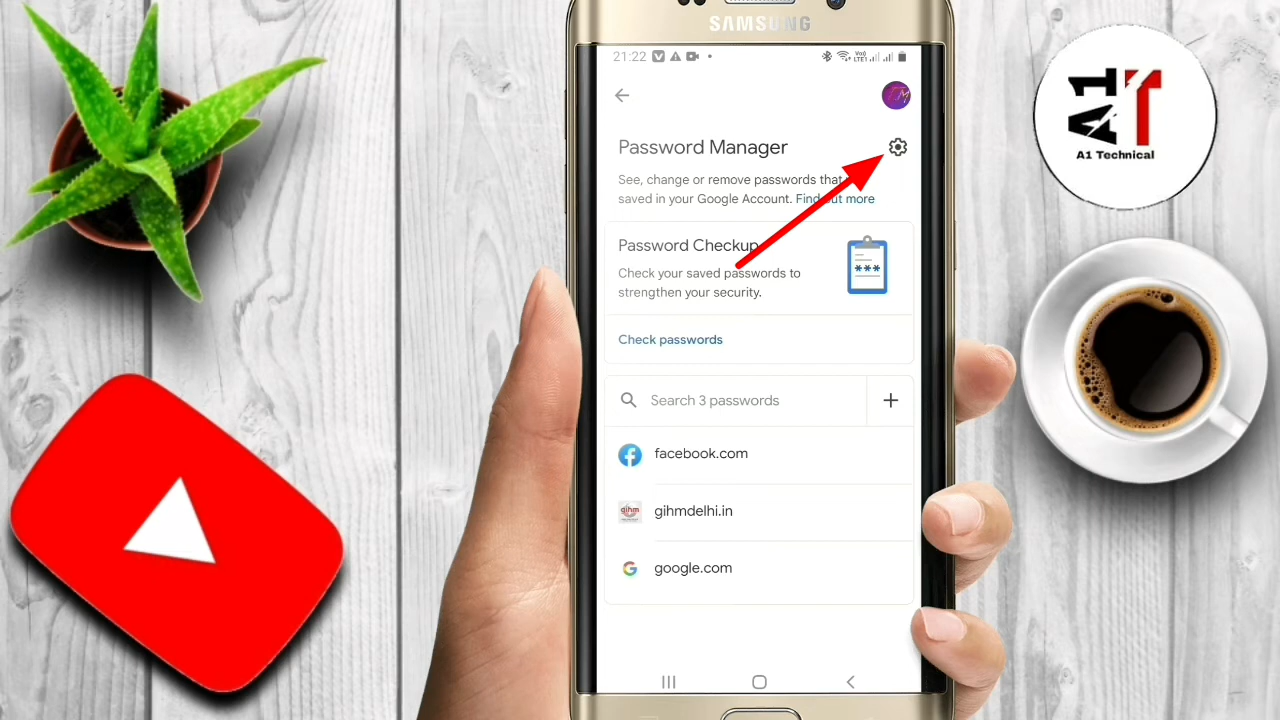 SAMSUNG
21:22
Password Manager
See, change or remove passwords that
saved in your Google Account. Find out more
Password Checkup
Check your saved passwords to
strengthen your security.
***
Check passwords
Search 3 passwords
facebook.com
gihm
gihmdelhi.in
google.com
A1T
A1 Technical